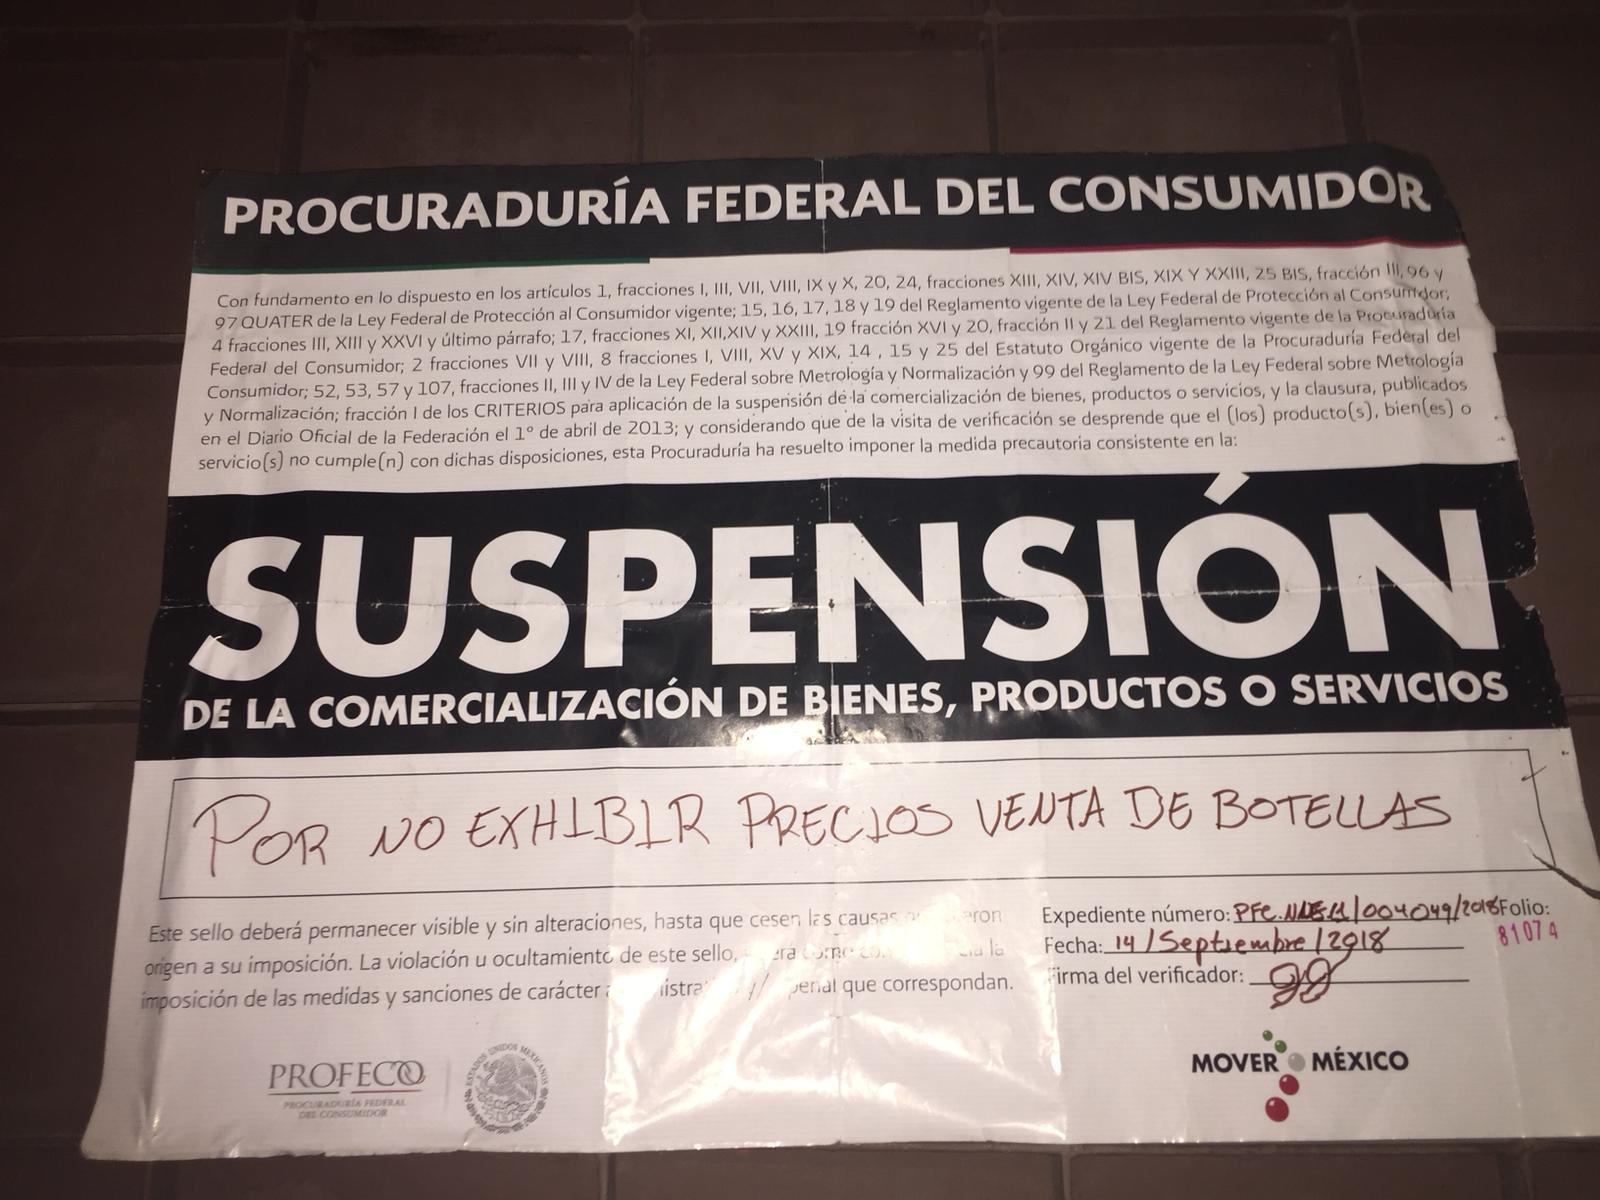 PROCURADURÍA FEDERAL DEL CONSUMIDOR
Con fundamento en lo dispuesto en los artículos 1, fracciones I, III, VII, VIII, IX y X, 20, 24, fracciones XIII, XIV, XIV BIS, XIX Y XXIII, 25 BIS, fracción III, 96 y
97 QUATER de la Ley Federal de Protección al Consumidor vigente; 15, 16, 17, 18 y 19 del Reglamento vigente de la Ley Federal de Protección al Consumidor;
4 fracciones III, XIII y XXVI y último párrafo; 17, fracciones XI, XII,XIV y XXIII, 19 fracción XVI y 20, fracción II y 21 del Reglamento vigente de la Procuraduría
Federal del Consumidor; 2 fracciones VII y VIII, 8 fracciones I, VIII, XV y XIX, 14 , 15 y 25 del Estatuto Orgánico vigente de la Procuraduría Federal del
Consumidor; 52, 53, 57 y 107, fracciones II, III y IV de la Ley Federal sobre Metrología y Normalización y 99 del Reglamento de la Ley Federal sobre Metrología
y Normalización; fracción I de los CRITERIOS para aplicación de la suspensión de la comercialización de bienes, productos o servicios, y la clausura, publicados
en el Diario Oficial de la Federación el 1º de abril de 2013; y considerando que de la visita de verificación se desprende que el (los) producto(s), bien(es) o
servicio(s) no cumple(n) con dichas disposiciones, esta Procuraduría ha resuelto imponer la medida precautoria consistente en la:
SUSPENSIÓN
DE LA COMERCIALIZACIÓN DE BIENES, PRODUCTOS O SERVICIOS
POR NO EXHIBIR PRECIOS VENTA DE BOTELLAS
Este sello deberá permanecer visible y sin alteraciones, hasta que cesen las causas
origen a su imposición. La violación u ocultamiento de este sello, la
imposición de las medidas y sanciones de carácter penal que correspondan.
Expediente número: /004049/2018 Folio:
81074
Fecha: 14/Septiembre/2018
Firma del verificador:
PROFECO
PROCURADURÍA FEDERAL
DEL CONSUMIDOR
ESTADOS UNIDOS MEXICANOS
MOVER MÉXICO